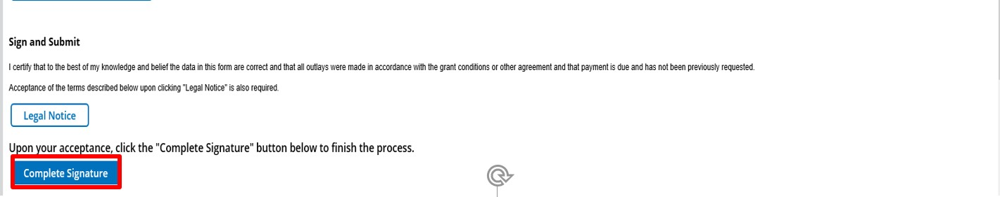 Sign and Submit
I certify that to the best of my knowledge and belief the data in this form are correct and that all outlays were made in accordance with the grant conditions or other agreement and that payment is due and has not been previously requested.
Acceptance of the terms described below upon clicking "Legal Notice" is also required.
Legal Notice
Upon your acceptance, click the "Complete Signature" button below to finish the process.
Complete Signature